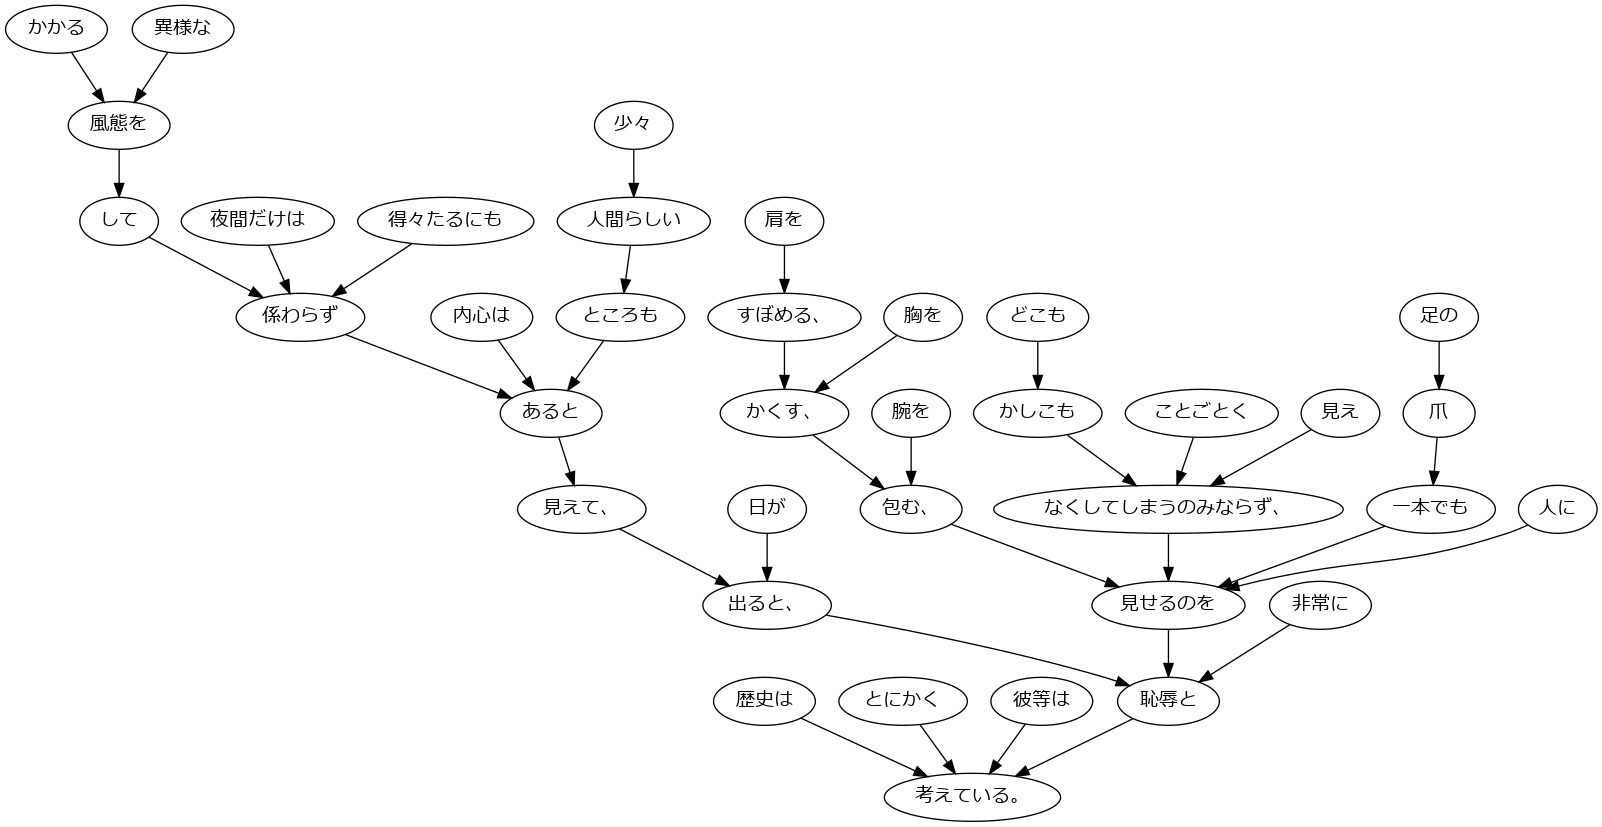 かかる
異様な
風態を
少々
して
夜間だけは
得々たるにも
人間らしい
肩を
係わらず
内心は
ところも
すぼめる、
胸を
どこも
足の
あると
かくす、
腕を
かしこも
ことごとく
見え
爪
見えて、
日が
包む、
なくしてしまうのみならず、
一本でも
人に
出ると、
見せるのを
非常に
歴史は
とにかく
彼等は
恥辱と
考えている。